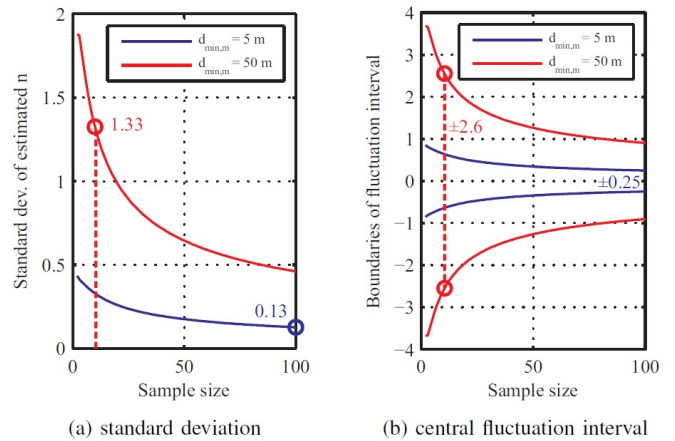 Standard dev. of estimated n
2
1.5
1
0.5
0
0
50
100
Sample size
d_min,m = 5 m
d_min,m = 50 m
1.33
0.13
(a) standard deviation
Boundaries of fluctuation interval
4
3
2
1
0
−1
−2
−3
−4
0
50
100
Sample size
d_min,m = 5 m
d_min,m = 50 m
±2.6
±0.25
(b) central fluctuation interval